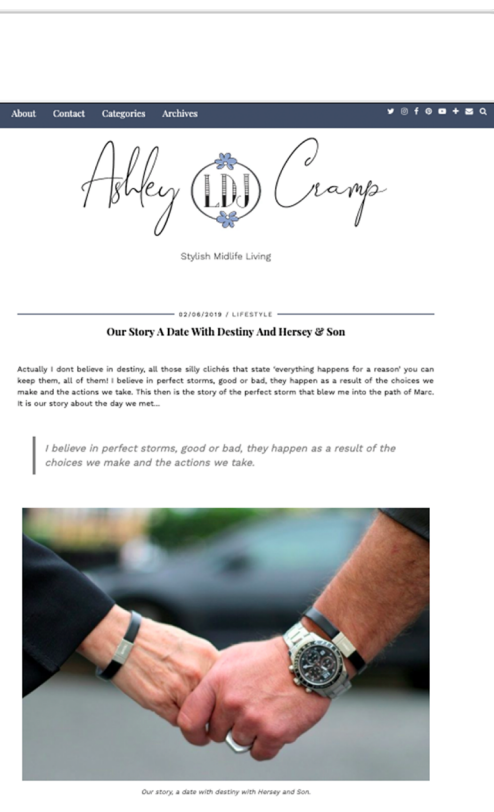 About Contact Categories Archives
Ashley LDJ Cramp
Stylish Midlife Living
02/06/2019 / LIFESTYLE
Our Story A Date With Destiny And Hersey & Son
Actually I dont believe in destiny, all those silly clichés that state 'everything happens for a reason' you can
keep them, all of them! I believe in perfect storms, good or bad, they happen as a result of the choices we
make and the actions we take. This then is the story of the perfect storm that blew me into the path of Marc.
It is our story about the day we met...
I believe in perfect storms, good or bad, they happen as a result of the
choices we make and the actions we take.
Our story, a date with destiny with Hersey and Son.